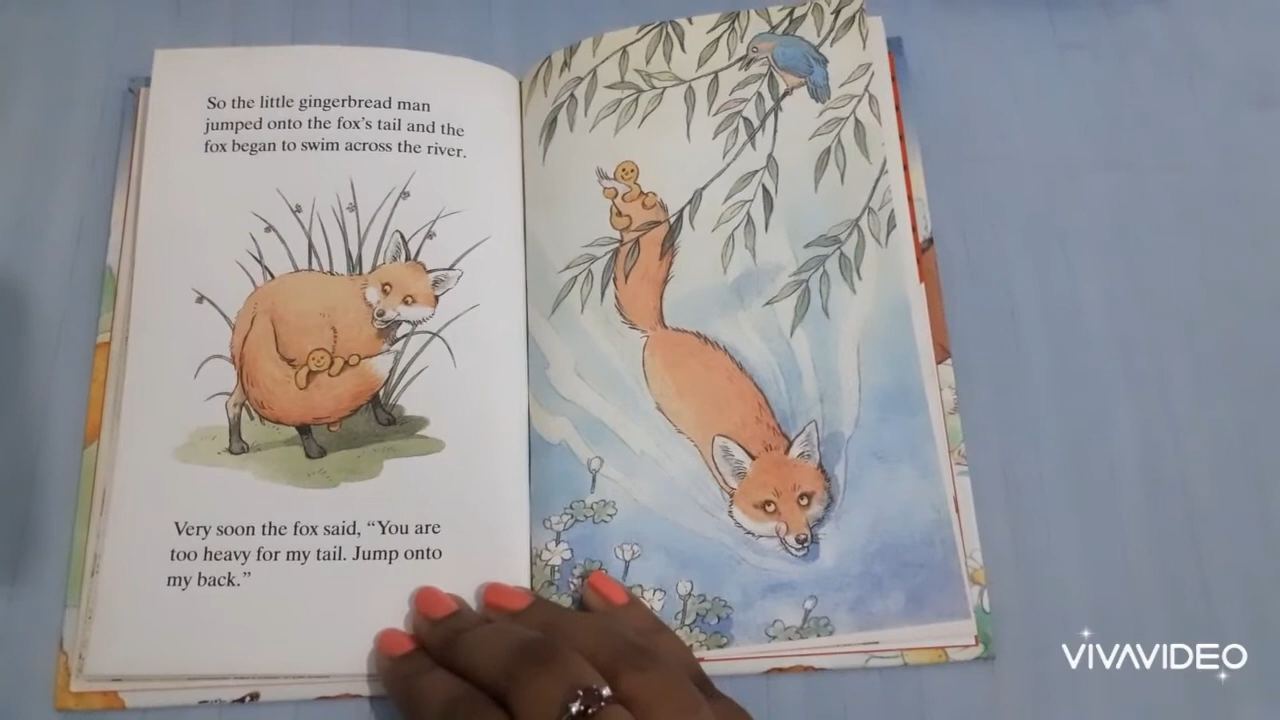 So the little gingerbread man
jumped onto the fox's tail and the
fox began to swim across the river.
Very soon the fox said, “You are
too heavy for my tail. Jump onto
my back.”
VIVAVIDEO